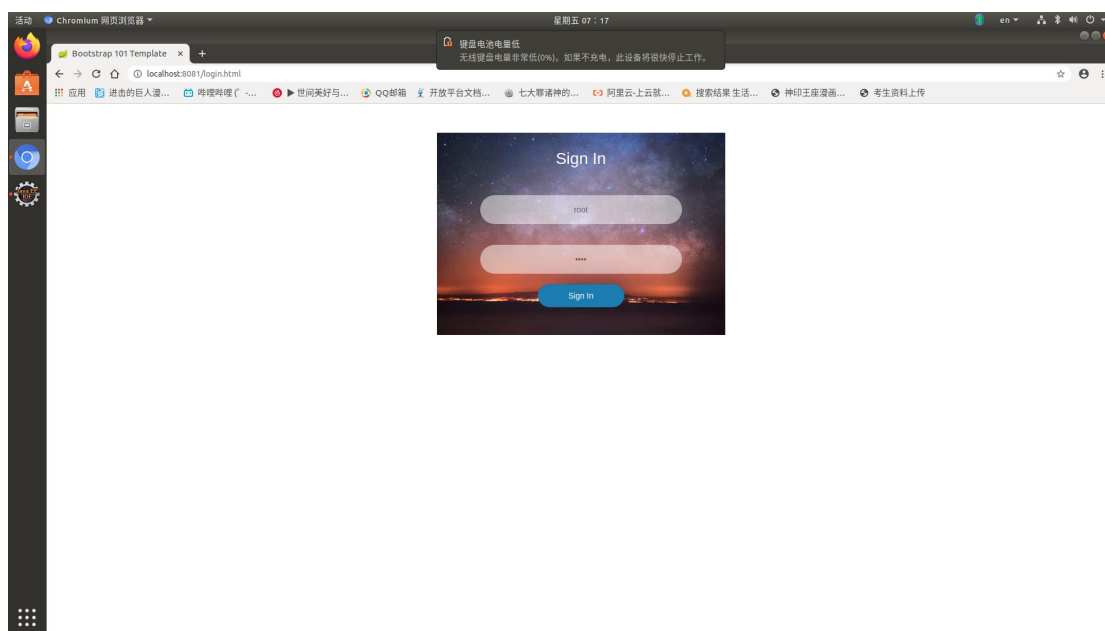 活动 Chromium 网页浏览器 星期五 07：17 en
键盘电池电量低
无线键盘电量非常低(0%)。如果不充电，此设备将很快停止工作。
Bootstrap 101 Template × +
localhost:8081/login.html
应用 进击的巨人漫... 哔哩哔哩 (゜-... ▶世间美好与... QQ邮箱 开放平台文档... 七大罪诸神的... 阿里云-上云就... 搜索结果 生活... 神印王座漫画... 考生资料上传
Sign In
root
••••
Sign In